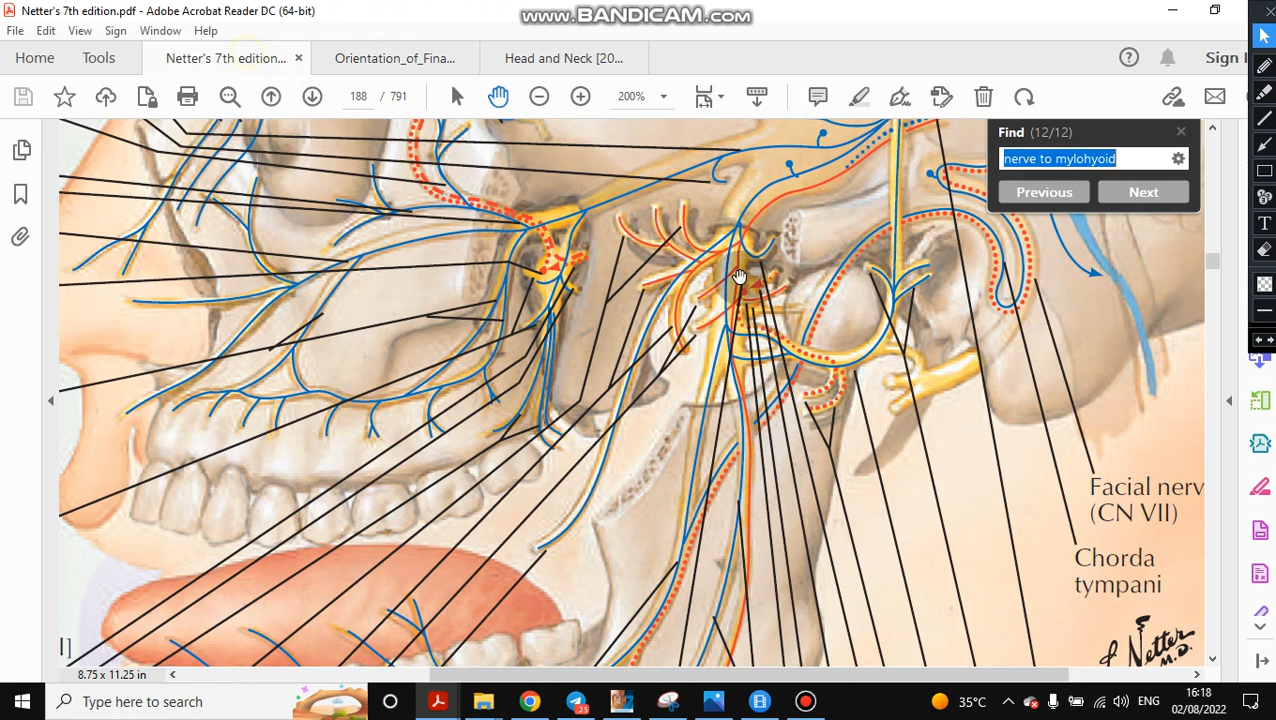 Netter's 7th edition.pdf - Adobe Acrobat Reader DC (64-bit)
www.BANDICAM.com
File Edit View Sign Window Help
Home Tools Netter's 7th edition... × Orientation_of_Fina... Head and Neck [20... Sign I
188 / 791 200%
Find (12/12)
nerve to mylohyoid
Previous Next
Facial nerv
(CN VII)
Chorda
tympani
l]
F. Netter
M.D.
8.75 x 11.25 in
Type here to search
25
35°C ENG 16:18
02/08/2022